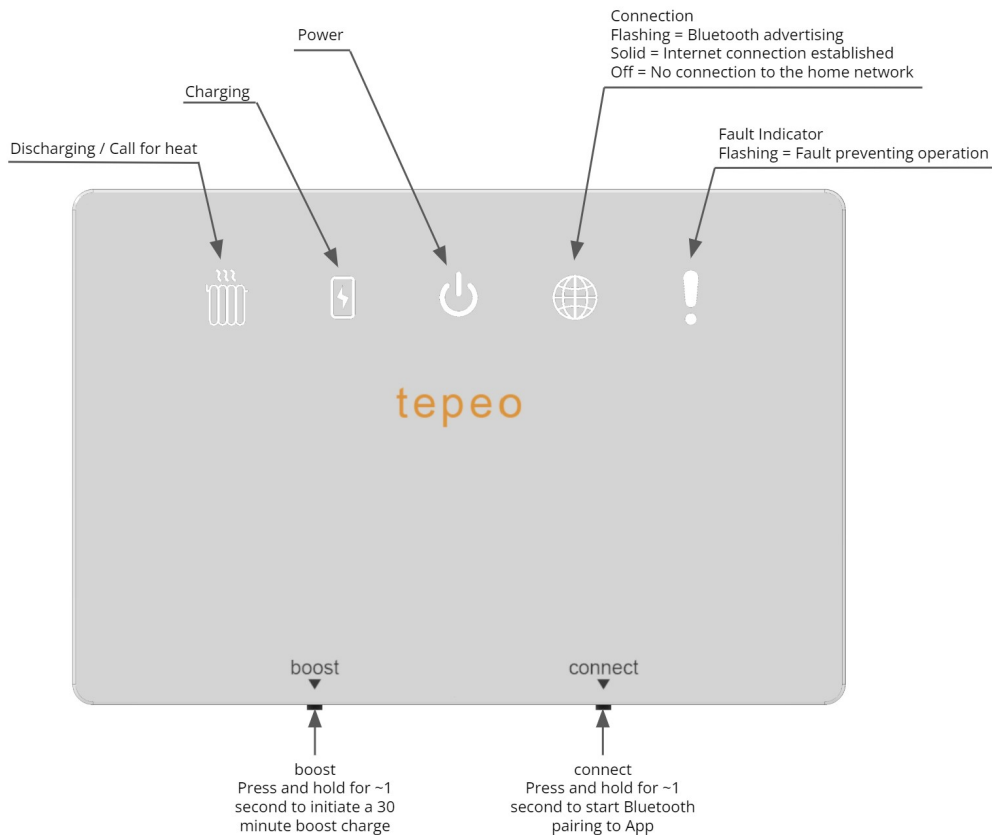 Connection
Flashing = Bluetooth advertising
Solid = Internet connection established
Off = No connection to the home network
Power
Charging
Fault Indicator
Flashing = Fault preventing operation
Discharging / Call for heat
tepeo
boost
connect
boost
Press and hold for ~1
second to initiate a 30
minute boost charge
connect
Press and hold for ~1
second to start Bluetooth
pairing to App